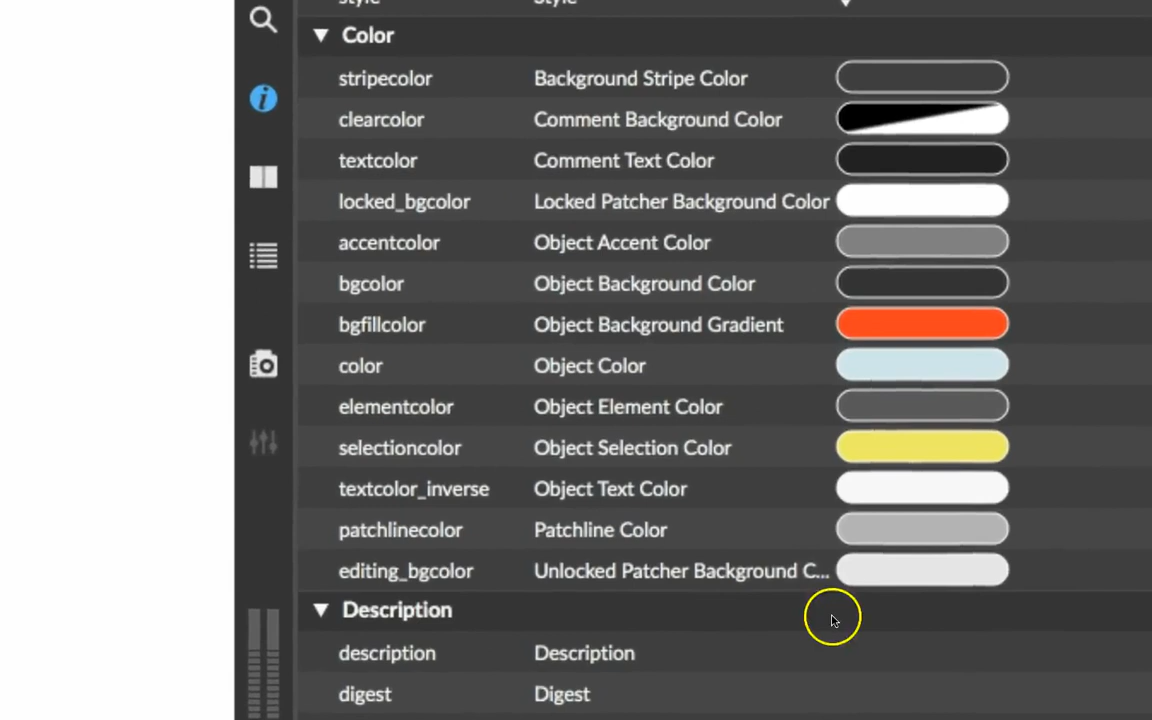 style Style
Color
stripecolor Background Stripe Color
clearcolor Comment Background Color
textcolor Comment Text Color
locked_bgcolor Locked Patcher Background Color
accentcolor Object Accent Color
bgcolor Object Background Color
bgfillcolor Object Background Gradient
color Object Color
elementcolor Object Element Color
selectioncolor Object Selection Color
textcolor_inverse Object Text Color
patchlinecolor Patchline Color
editing_bgcolor Unlocked Patcher Background C...
Description
description Description
digest Digest